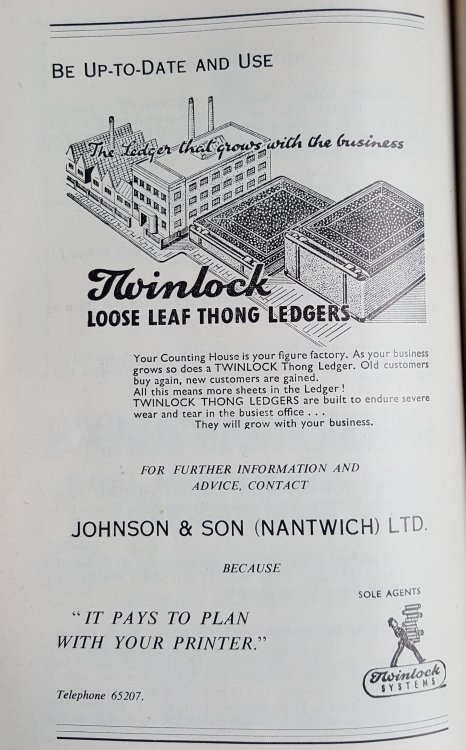 BE UP-TO-DATE AND USE
The Ledger that grows with the business
Twinlock
LOOSE LEAF THONG LEDGERS
Your Counting House is your figure factory. As your business
grows so does a TWINLOCK Thong Ledger. Old customers
buy again, new customers are gained.
All this means more sheets in the Ledger !
TWINLOCK THONG LEDGERS are built to endure severe
wear and tear in the busiest office . . .
They will grow with your business.
FOR FURTHER INFORMATION AND
ADVICE, CONTACT
JOHNSON & SON (NANTWICH) LTD.
BECAUSE
"IT PAYS TO PLAN
WITH YOUR PRINTER."
SOLE AGENTS
Twinlock
SYSTEMS
Telephone 65207.